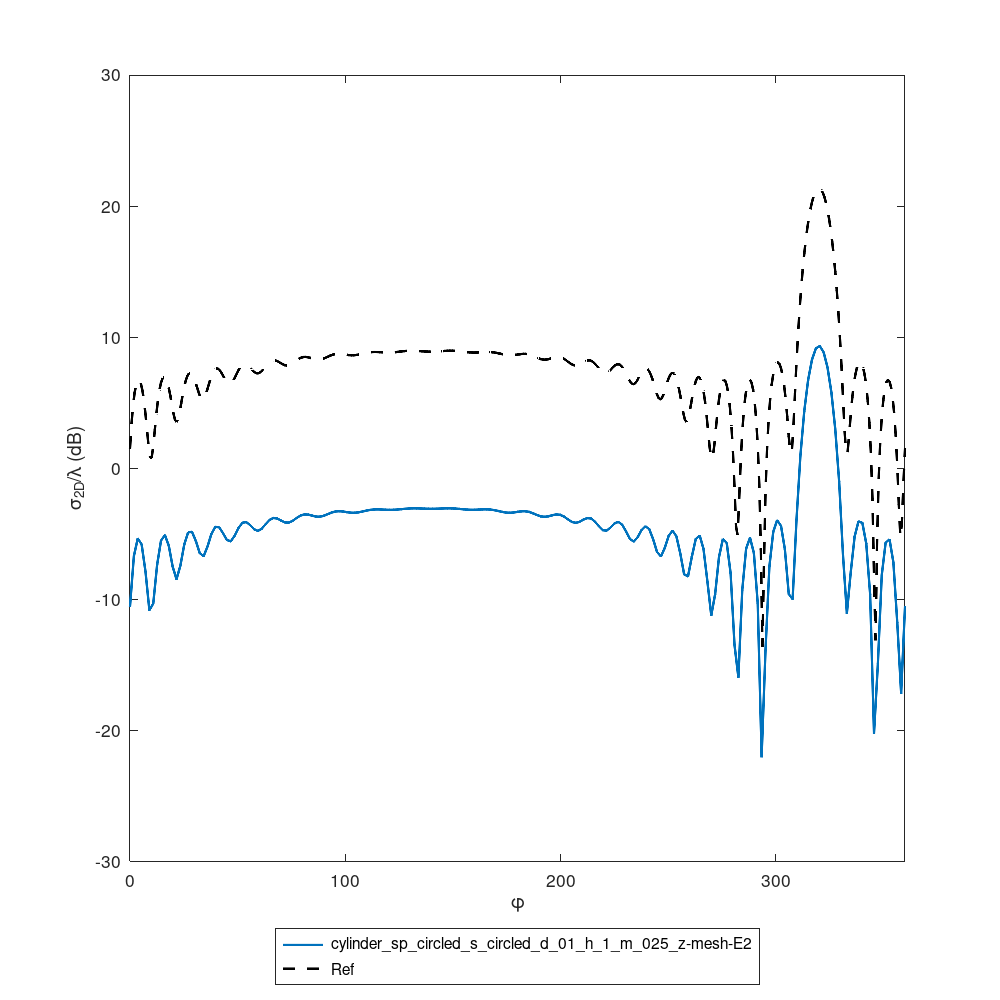 30
20
10
0
-10
-20
-30
σ2D/λ (dB)
0 100 200 300
φ
cylinder_sp_circled_s_circled_d_01_h_1_m_025_z-mesh-E2
Ref